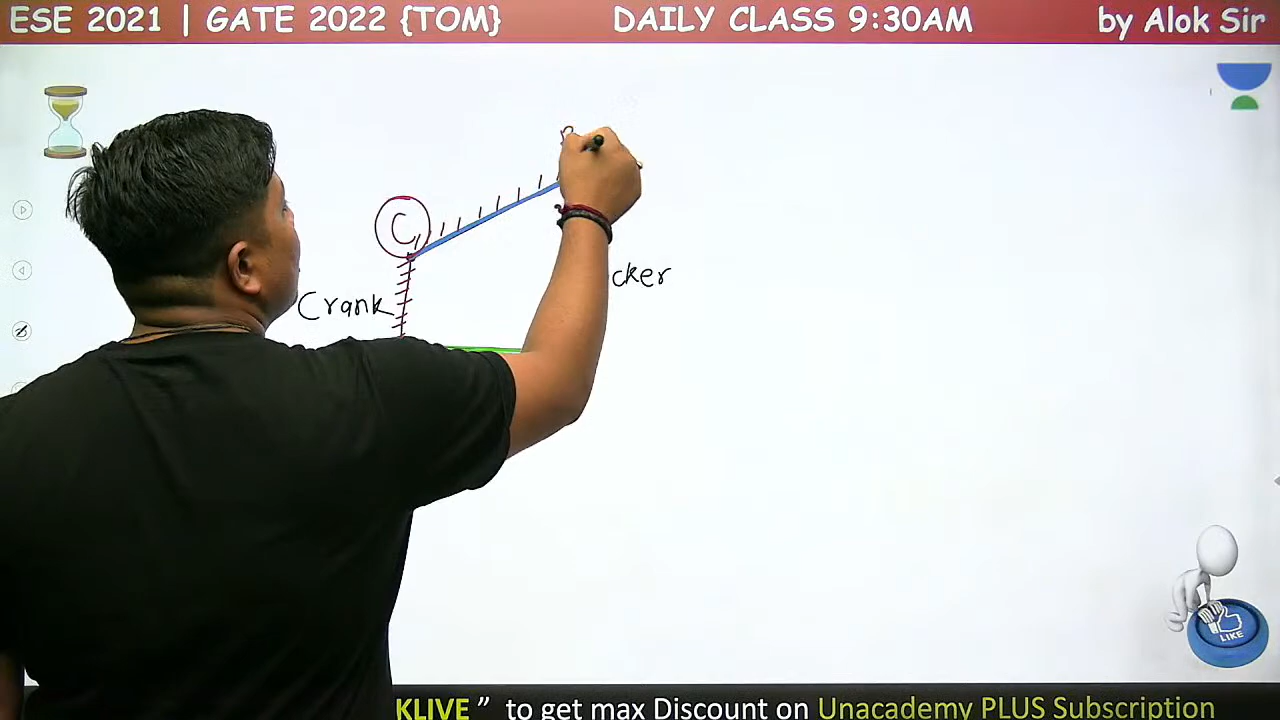 ESE 2021 | GATE 2022 {TOM} DAILY CLASS 9:30AM by Alok Sir
C
Crank
cker
LIKE
KLIVE ” to get max Discount on Unacademy PLUS Subscription